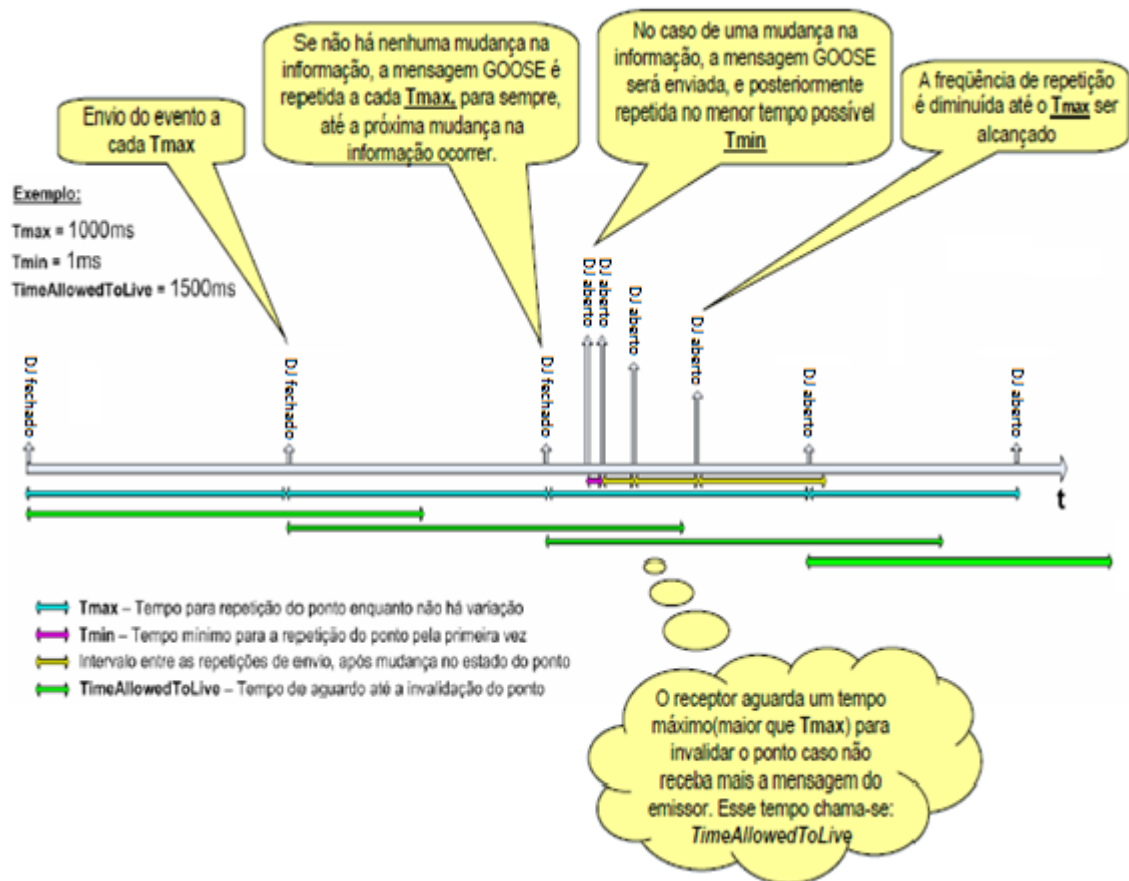 Envio do evento a
cada Tmax
Se não há nenhuma mudança na
informação, a mensagem GOOSE é
repetida a cada Tmax, para sempre,
até a próxima mudança na
informação ocorrer.
No caso de uma mudança na
informação, a mensagem GOOSE
será enviada, e posteriormente
repetida no menor tempo possível
Tmin
A freqüência de repetição
é diminuída até o Tmax ser
alcançado
Exemplo:
Tmax = 1000ms
Tmin = 1ms
TimeAllowedToLive = 1500ms
DJ fechado
DJ fechado
DJ fechado
DJ aberto
DJ aberto
DJ aberto
DJ aberto
DJ aberto
DJ aberto
t
Tmax – Tempo para repetição do ponto enquanto não há variação
Tmin – Tempo mínimo para a repetição do ponto pela primeira vez
Intervalo entre as repetições de envio, após mudança no estado do ponto
TimeAllowedToLive – Tempo de aguardo até a invalidação do ponto
O receptor aguarda um tempo
máximo(maior que Tmax) para
invalidar o ponto caso não
receba mais a mensagem do
emissor. Esse tempo chama-se:
TimeAllowedToLive